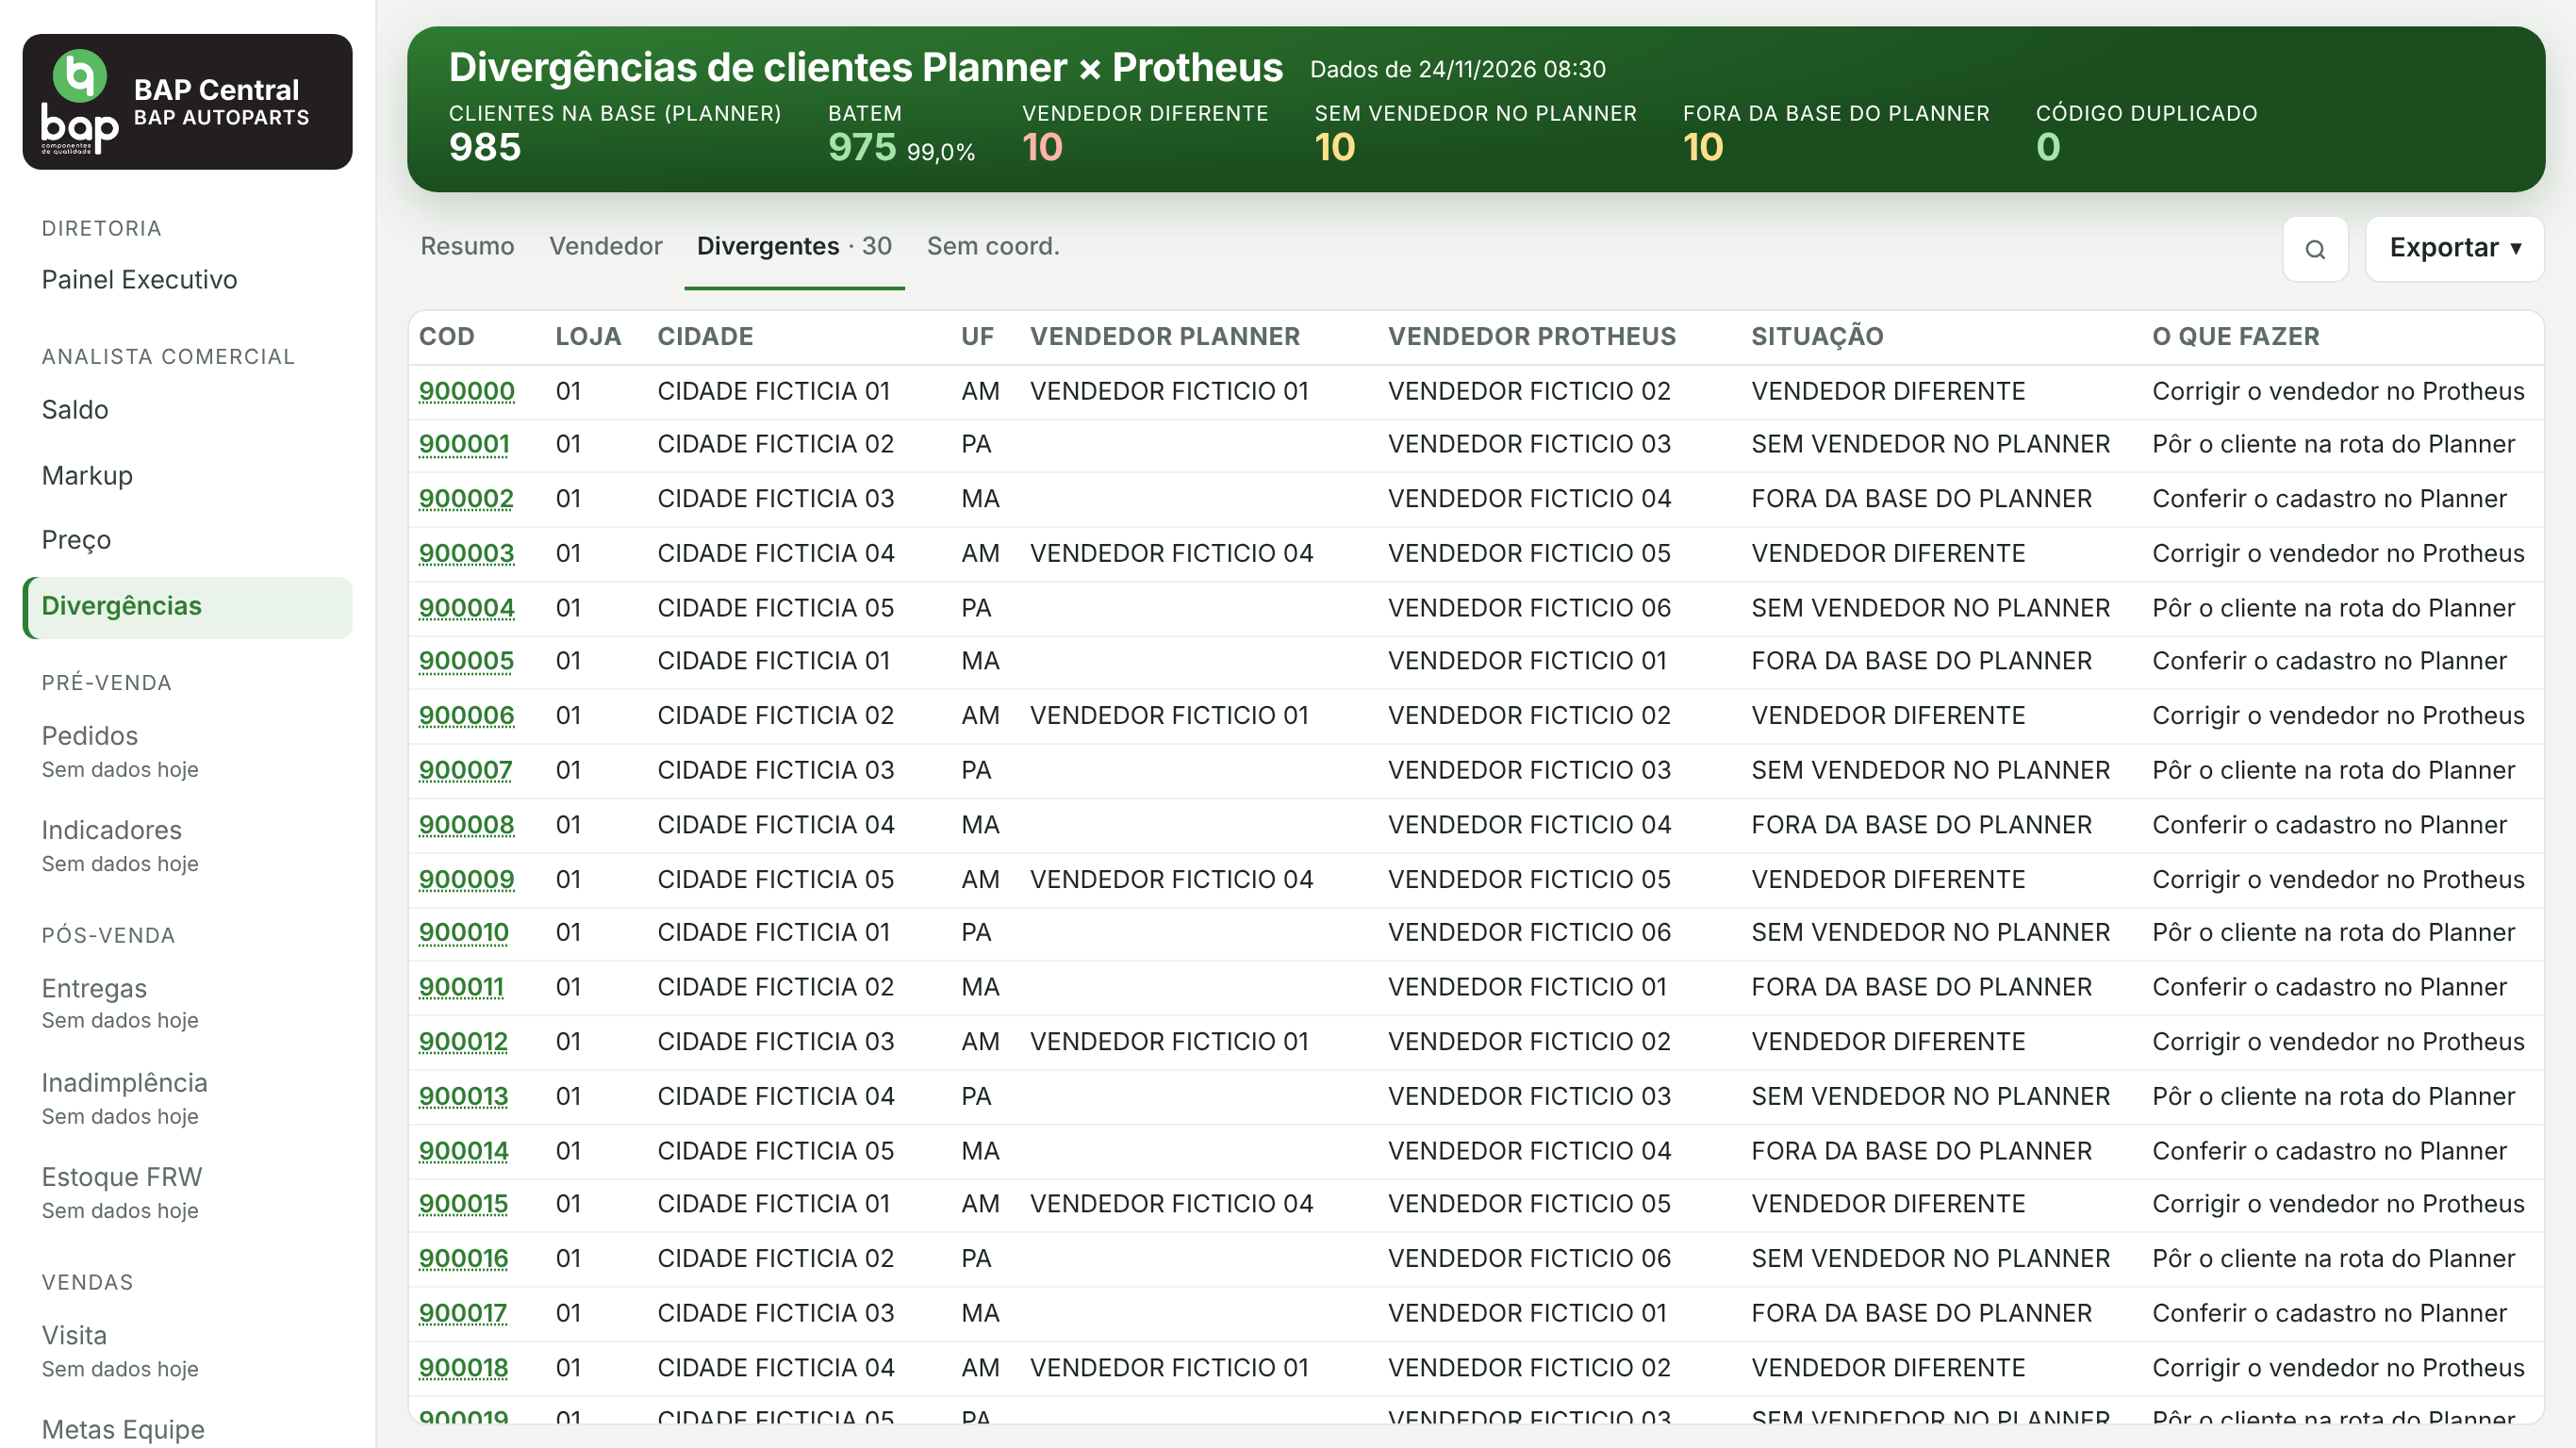 bap
componentes
de qualidade
BAP Central
BAP AUTOPARTS
DIRETORIA
Painel Executivo
ANALISTA COMERCIAL
Saldo
Markup
Preço
Divergências
PRÉ-VENDA
Pedidos
Sem dados hoje
Indicadores
Sem dados hoje
PÓS-VENDA
Entregas
Sem dados hoje
Inadimplência
Sem dados hoje
Estoque FRW
Sem dados hoje
VENDAS
Visita
Sem dados hoje
Metas Equipe
Divergências de clientes Planner × Protheus Dados de 24/11/2026 08:30
CLIENTES NA BASE (PLANNER) BATEM VENDEDOR DIFERENTE SEM VENDEDOR NO PLANNER FORA DA BASE DO PLANNER CÓDIGO DUPLICADO
985 975 99,0% 10 10 10 0
Resumo Vendedor Divergentes · 30 Sem coord. Exportar ▾
COD LOJA CIDADE UF VENDEDOR PLANNER VENDEDOR PROTHEUS SITUAÇÃO O QUE FAZER
900000 01 CIDADE FICTICIA 01 AM VENDEDOR FICTICIO 01 VENDEDOR FICTICIO 02 VENDEDOR DIFERENTE Corrigir o vendedor no Protheus
900001 01 CIDADE FICTICIA 02 PA VENDEDOR FICTICIO 03 SEM VENDEDOR NO PLANNER Pôr o cliente na rota do Planner
900002 01 CIDADE FICTICIA 03 MA VENDEDOR FICTICIO 04 FORA DA BASE DO PLANNER Conferir o cadastro no Planner
900003 01 CIDADE FICTICIA 04 AM VENDEDOR FICTICIO 04 VENDEDOR FICTICIO 05 VENDEDOR DIFERENTE Corrigir o vendedor no Protheus
900004 01 CIDADE FICTICIA 05 PA VENDEDOR FICTICIO 06 SEM VENDEDOR NO PLANNER Pôr o cliente na rota do Planner
900005 01 CIDADE FICTICIA 01 MA VENDEDOR FICTICIO 01 FORA DA BASE DO PLANNER Conferir o cadastro no Planner
900006 01 CIDADE FICTICIA 02 AM VENDEDOR FICTICIO 01 VENDEDOR FICTICIO 02 VENDEDOR DIFERENTE Corrigir o vendedor no Protheus
900007 01 CIDADE FICTICIA 03 PA VENDEDOR FICTICIO 03 SEM VENDEDOR NO PLANNER Pôr o cliente na rota do Planner
900008 01 CIDADE FICTICIA 04 MA VENDEDOR FICTICIO 04 FORA DA BASE DO PLANNER Conferir o cadastro no Planner
900009 01 CIDADE FICTICIA 05 AM VENDEDOR FICTICIO 04 VENDEDOR FICTICIO 05 VENDEDOR DIFERENTE Corrigir o vendedor no Protheus
900010 01 CIDADE FICTICIA 01 PA VENDEDOR FICTICIO 06 SEM VENDEDOR NO PLANNER Pôr o cliente na rota do Planner
900011 01 CIDADE FICTICIA 02 MA VENDEDOR FICTICIO 01 FORA DA BASE DO PLANNER Conferir o cadastro no Planner
900012 01 CIDADE FICTICIA 03 AM VENDEDOR FICTICIO 01 VENDEDOR FICTICIO 02 VENDEDOR DIFERENTE Corrigir o vendedor no Protheus
900013 01 CIDADE FICTICIA 04 PA VENDEDOR FICTICIO 03 SEM VENDEDOR NO PLANNER Pôr o cliente na rota do Planner
900014 01 CIDADE FICTICIA 05 MA VENDEDOR FICTICIO 04 FORA DA BASE DO PLANNER Conferir o cadastro no Planner
900015 01 CIDADE FICTICIA 01 AM VENDEDOR FICTICIO 04 VENDEDOR FICTICIO 05 VENDEDOR DIFERENTE Corrigir o vendedor no Protheus
900016 01 CIDADE FICTICIA 02 PA VENDEDOR FICTICIO 06 SEM VENDEDOR NO PLANNER Pôr o cliente na rota do Planner
900017 01 CIDADE FICTICIA 03 MA VENDEDOR FICTICIO 01 FORA DA BASE DO PLANNER Conferir o cadastro no Planner
900018 01 CIDADE FICTICIA 04 AM VENDEDOR FICTICIO 01 VENDEDOR FICTICIO 02 VENDEDOR DIFERENTE Corrigir o vendedor no Protheus
900019 01 CIDADE FICTICIA 05 PA VENDEDOR FICTICIO 03 SEM VENDEDOR NO PLANNER Pôr o cliente na rota do Planner